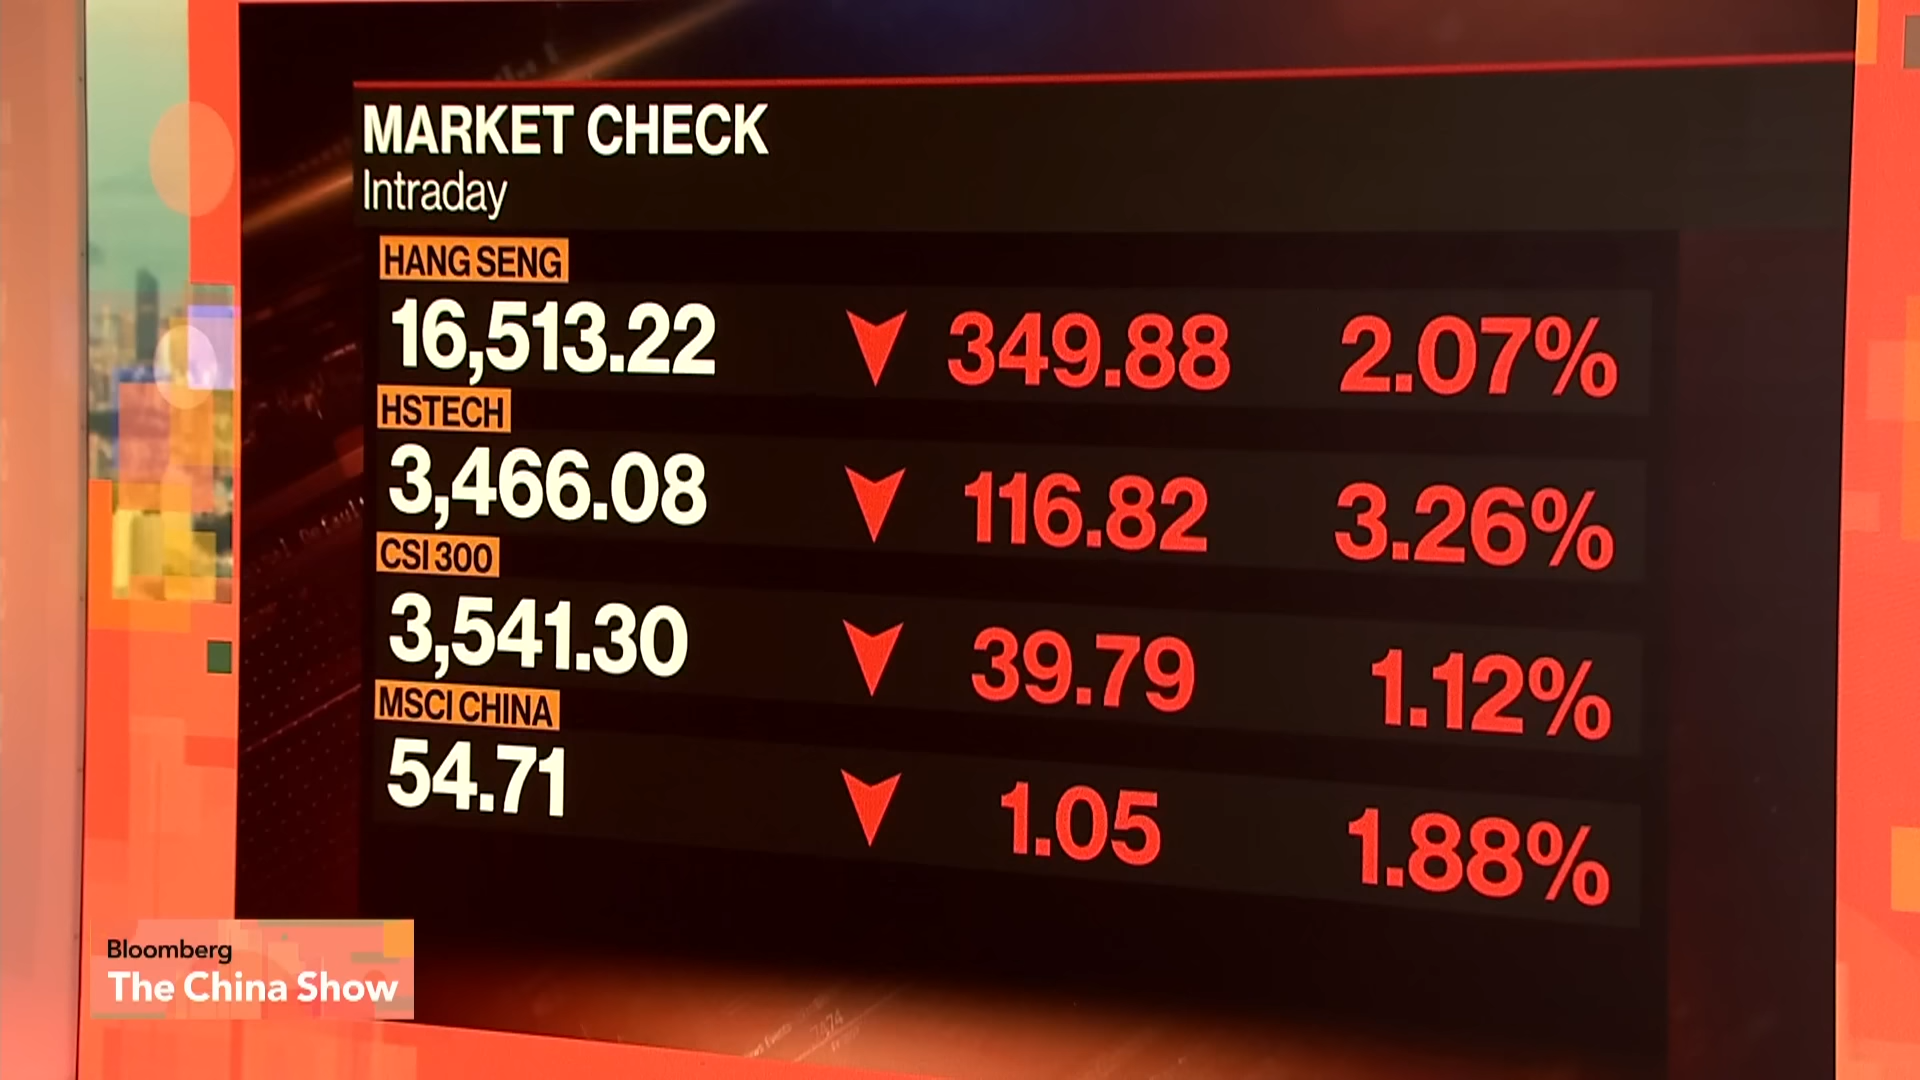 MARKET CHECK
Intraday
HANG SENG
16,513.22 349.88 2.07%
HSTECH
3,466.08 116.82 3.26%
CSI 300
3,541.30 39.79 1.12%
MSCI CHINA
54.71 1.05 1.88%
Bloomberg
The China Show